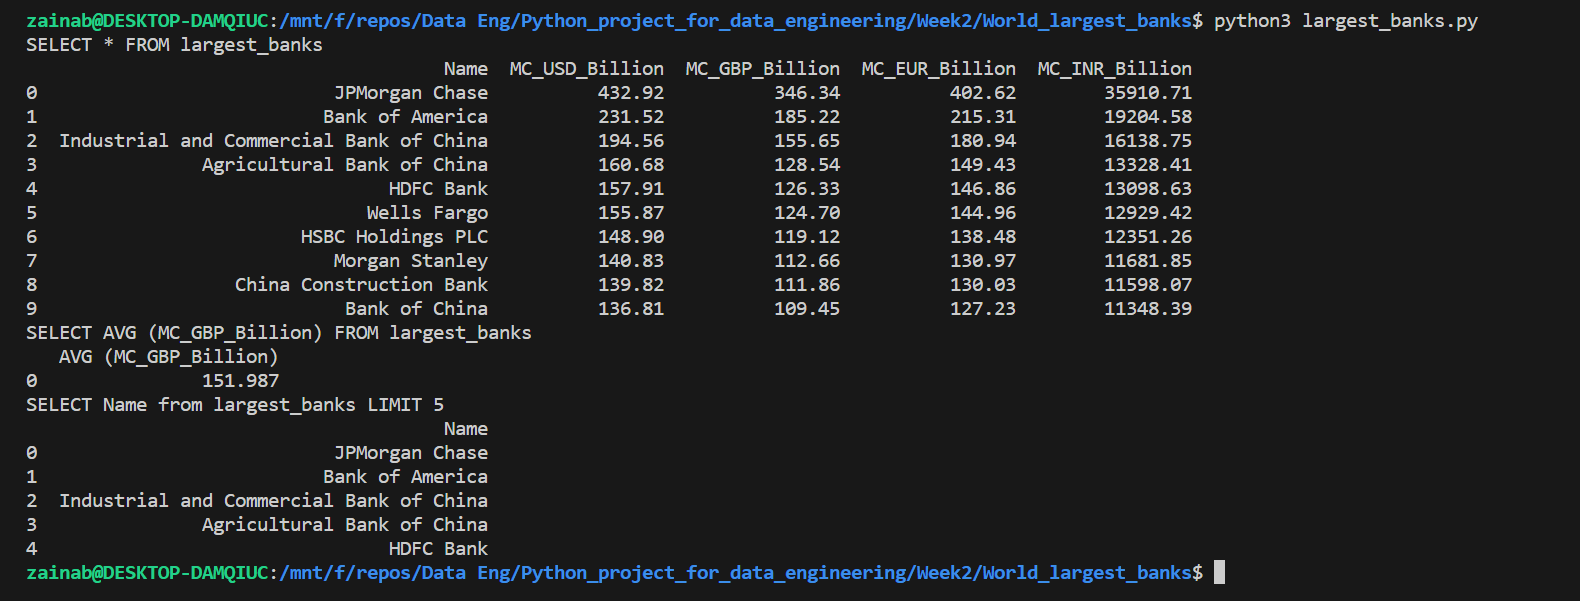 zainab@DESKTOP-DAMQIUC:/mnt/f/repos/Data Eng/Python_project_for_data_engineering/Week2/World_largest_banks$ python3 largest_banks.py
SELECT * FROM largest_banks
                                      Name  MC_USD_Billion  MC_GBP_Billion  MC_EUR_Billion  MC_INR_Billion
0                           JPMorgan Chase          432.92          346.34          402.62        35910.71
1                          Bank of America          231.52          185.22          215.31        19204.58
2  Industrial and Commercial Bank of China          194.56          155.65          180.94        16138.75
3               Agricultural Bank of China          160.68          128.54          149.43        13328.41
4                                HDFC Bank          157.91          126.33          146.86        13098.63
5                              Wells Fargo          155.87          124.70          144.96        12929.42
6                        HSBC Holdings PLC          148.90          119.12          138.48        12351.26
7                           Morgan Stanley          140.83          112.66          130.97        11681.85
8                  China Construction Bank          139.82          111.86          130.03        11598.07
9                            Bank of China          136.81          109.45          127.23        11348.39
SELECT AVG (MC_GBP_Billion) FROM largest_banks
   AVG (MC_GBP_Billion)
0               151.987
SELECT Name from largest_banks LIMIT 5
                                      Name
0                           JPMorgan Chase
1                          Bank of America
2  Industrial and Commercial Bank of China
3               Agricultural Bank of China
4                                HDFC Bank
zainab@DESKTOP-DAMQIUC:/mnt/f/repos/Data Eng/Python_project_for_data_engineering/Week2/World_largest_banks$